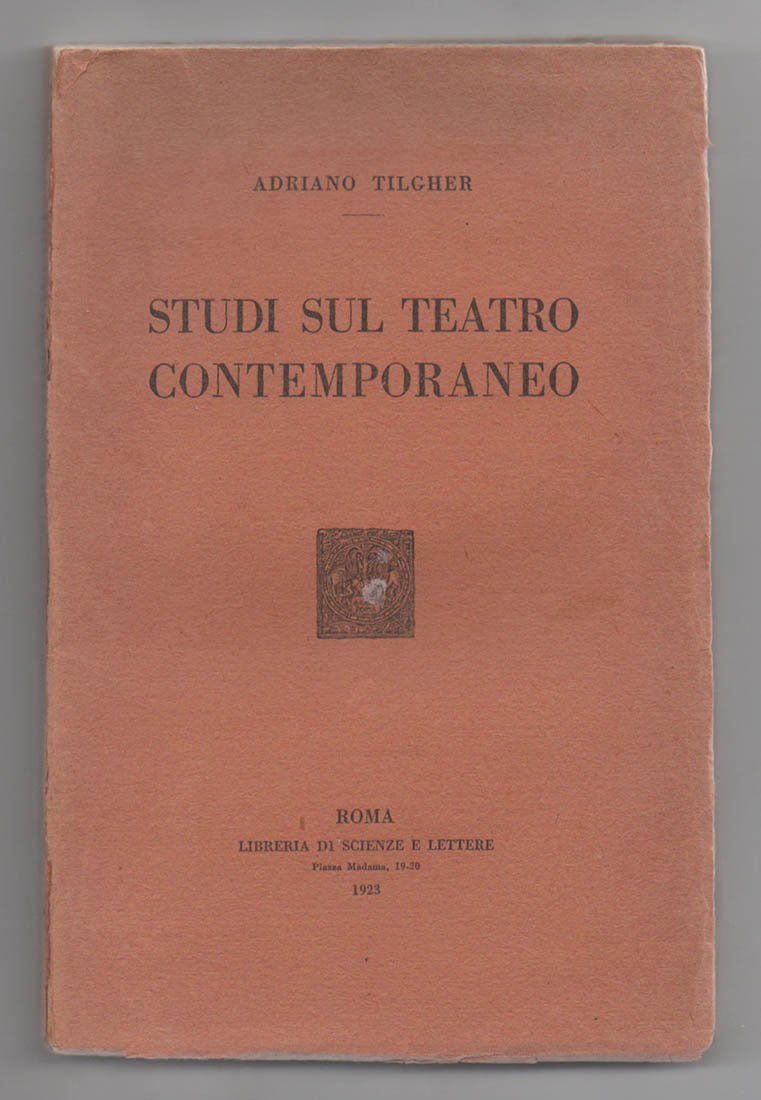 ADRIANO TILGHER
STUDI SUL TEATRO
CONTEMPORANEO
ROMA
LIBRERIA DI SCIENZE E LETTERE
Piazza Madama, 19-20
1923